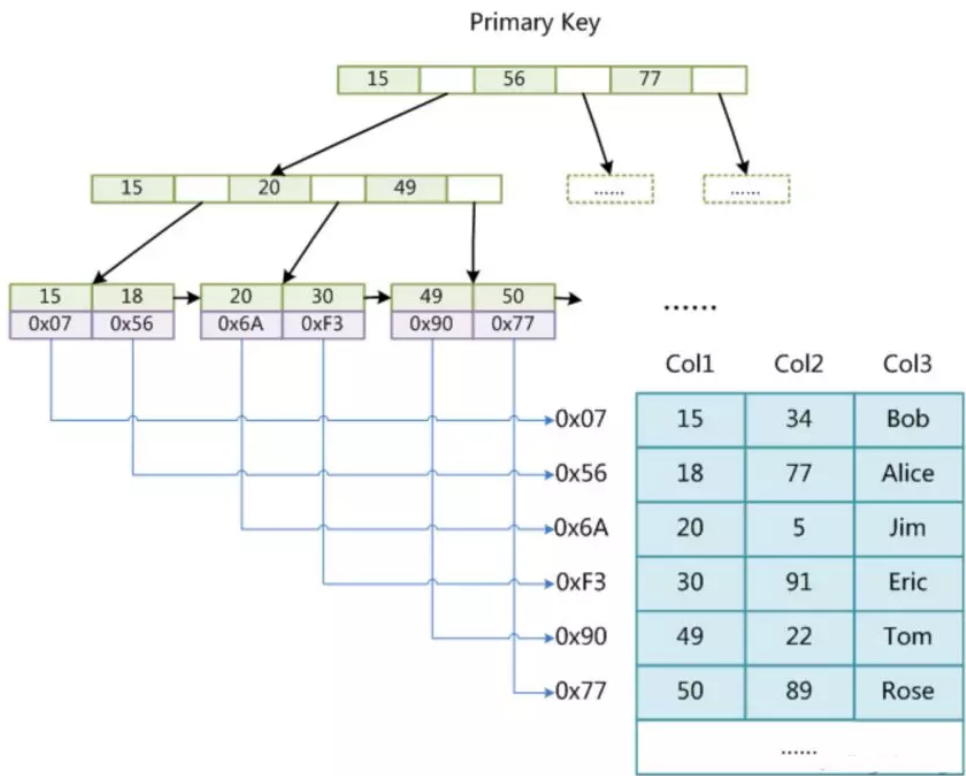 Primary Key
15 56 77
15 20 49 ...... ......
15 18 20 30 49 50 ......
0x07 0x56 0x6A 0xF3 0x90 0x77
Col1 Col2 Col3
0x07 15 34 Bob
0x56 18 77 Alice
0x6A 20 5 Jim
0xF3 30 91 Eric
0x90 49 22 Tom
0x77 50 89 Rose
......